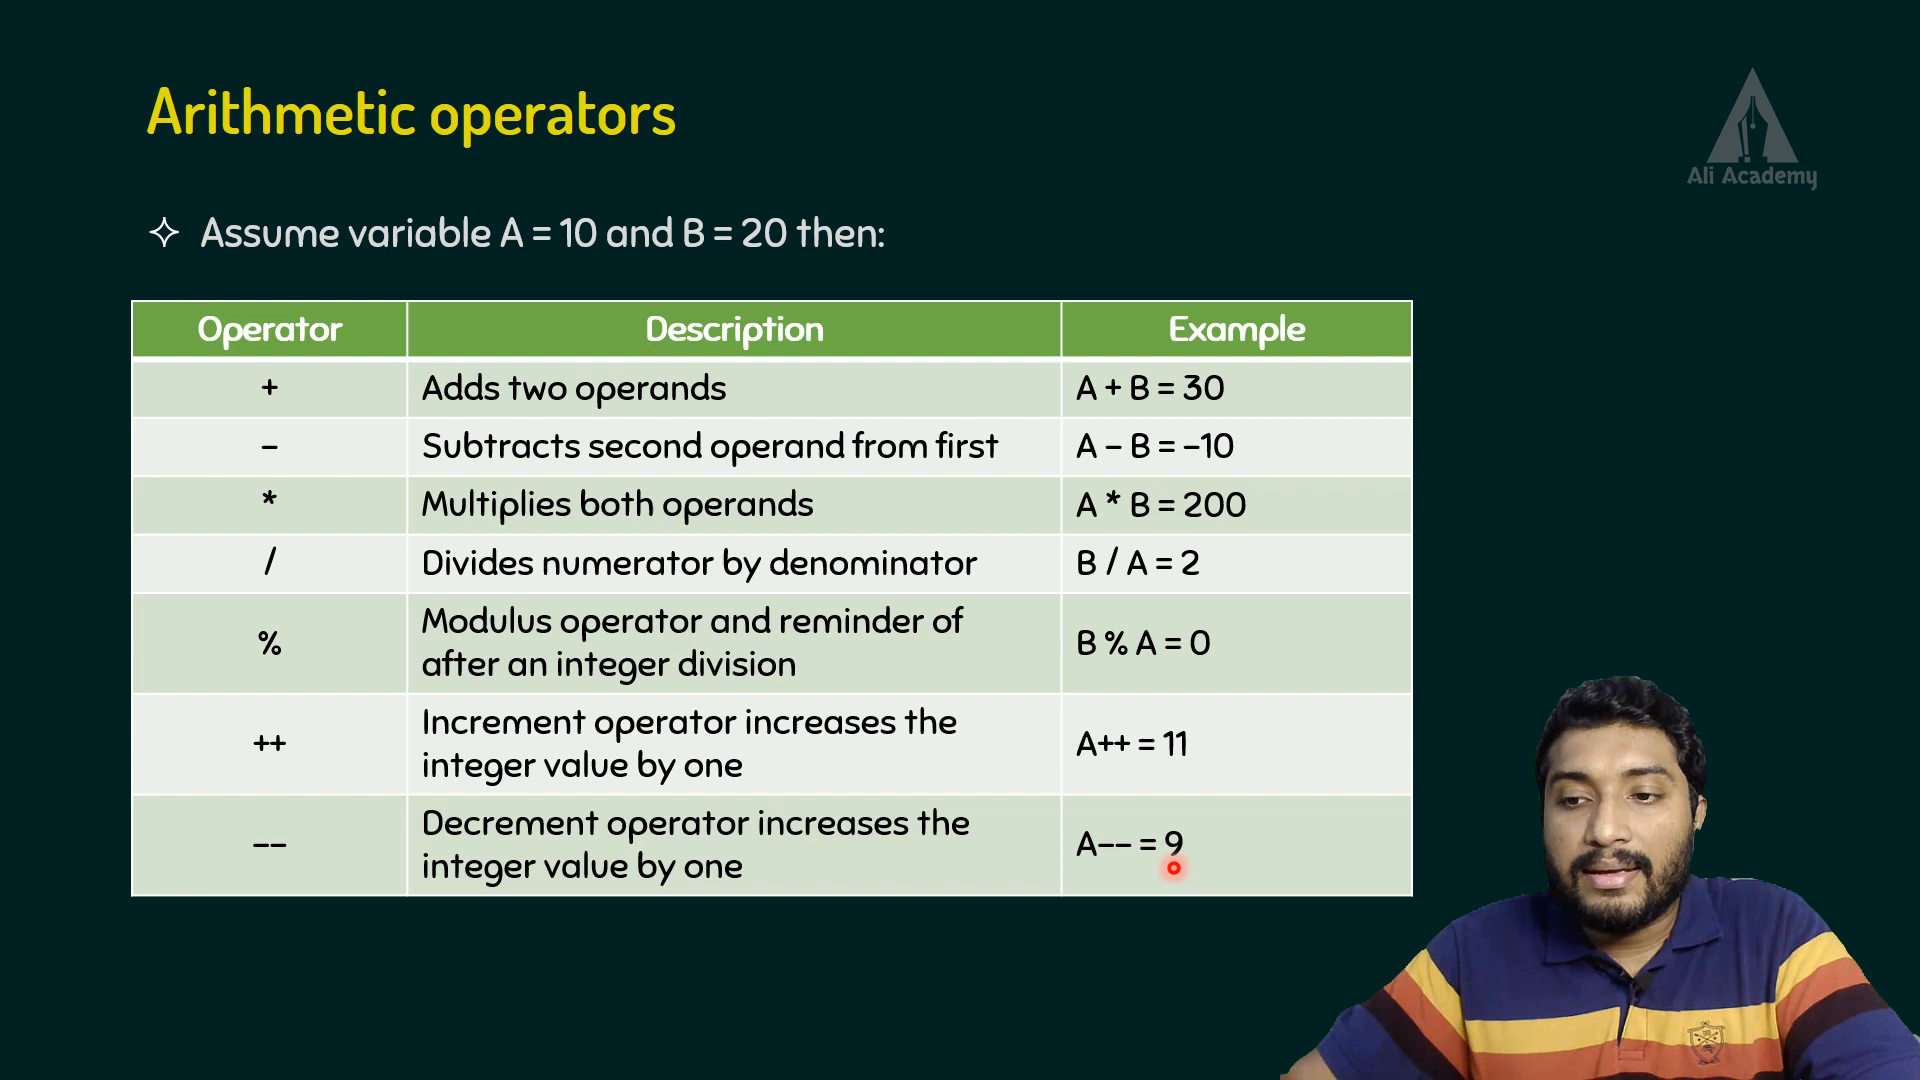 Arithmetic operators
Ali Academy
Assume variable A = 10 and B = 20 then:
Operator Description Example
+ Adds two operands A + B = 30
− Subtracts second operand from first A − B = −10
* Multiplies both operands A * B = 200
/ Divides numerator by denominator B / A = 2
% Modulus operator and reminder of
after an integer division B % A = 0
++ Increment operator increases the
integer value by one A++ = 11
−− Decrement operator increases the
integer value by one A−− = 9